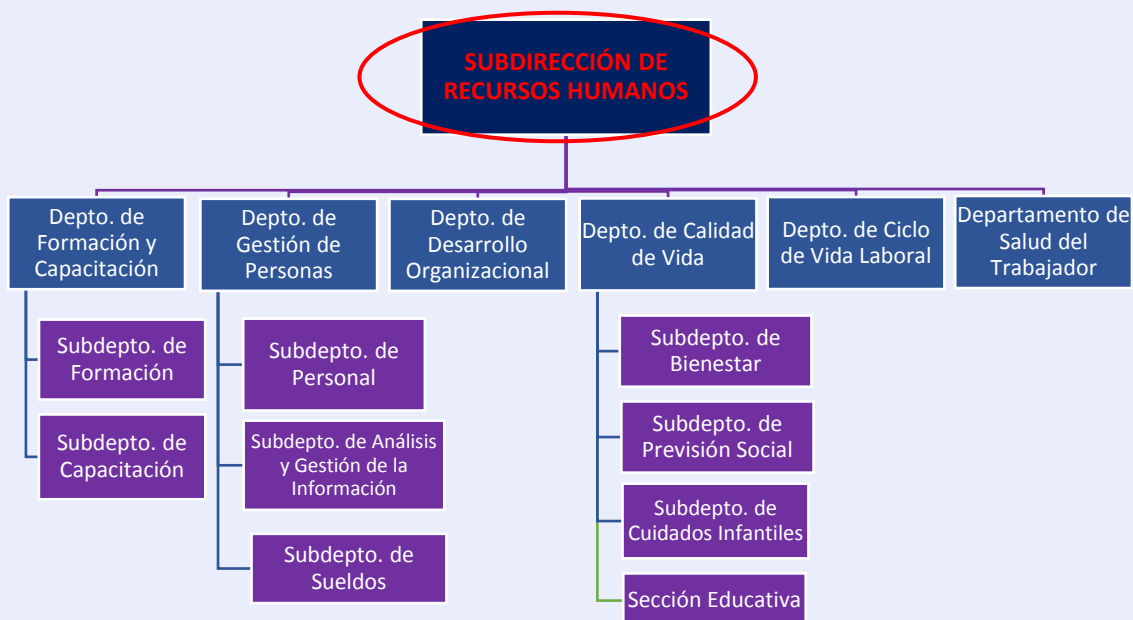 SUBDIRECCIÓN DE
RECURSOS HUMANOS
Depto. de
Formación y
Capacitación
Depto. de
Gestión de
Personas
Depto. de
Desarrollo
Organizacional
Depto. de Calidad
de Vida
Depto. de Ciclo
de Vida Laboral
Departamento de
Salud del
Trabajador
Subdepto. de
Formación
Subdepto. de
Capacitación
Subdepto. de
Personal
Subdepto. de Análisis
y Gestión de la
Información
Subdepto. de
Sueldos
Subdepto. de
Bienestar
Subdepto. de
Previsión Social
Subdepto. de
Cuidados Infantiles
Sección Educativa